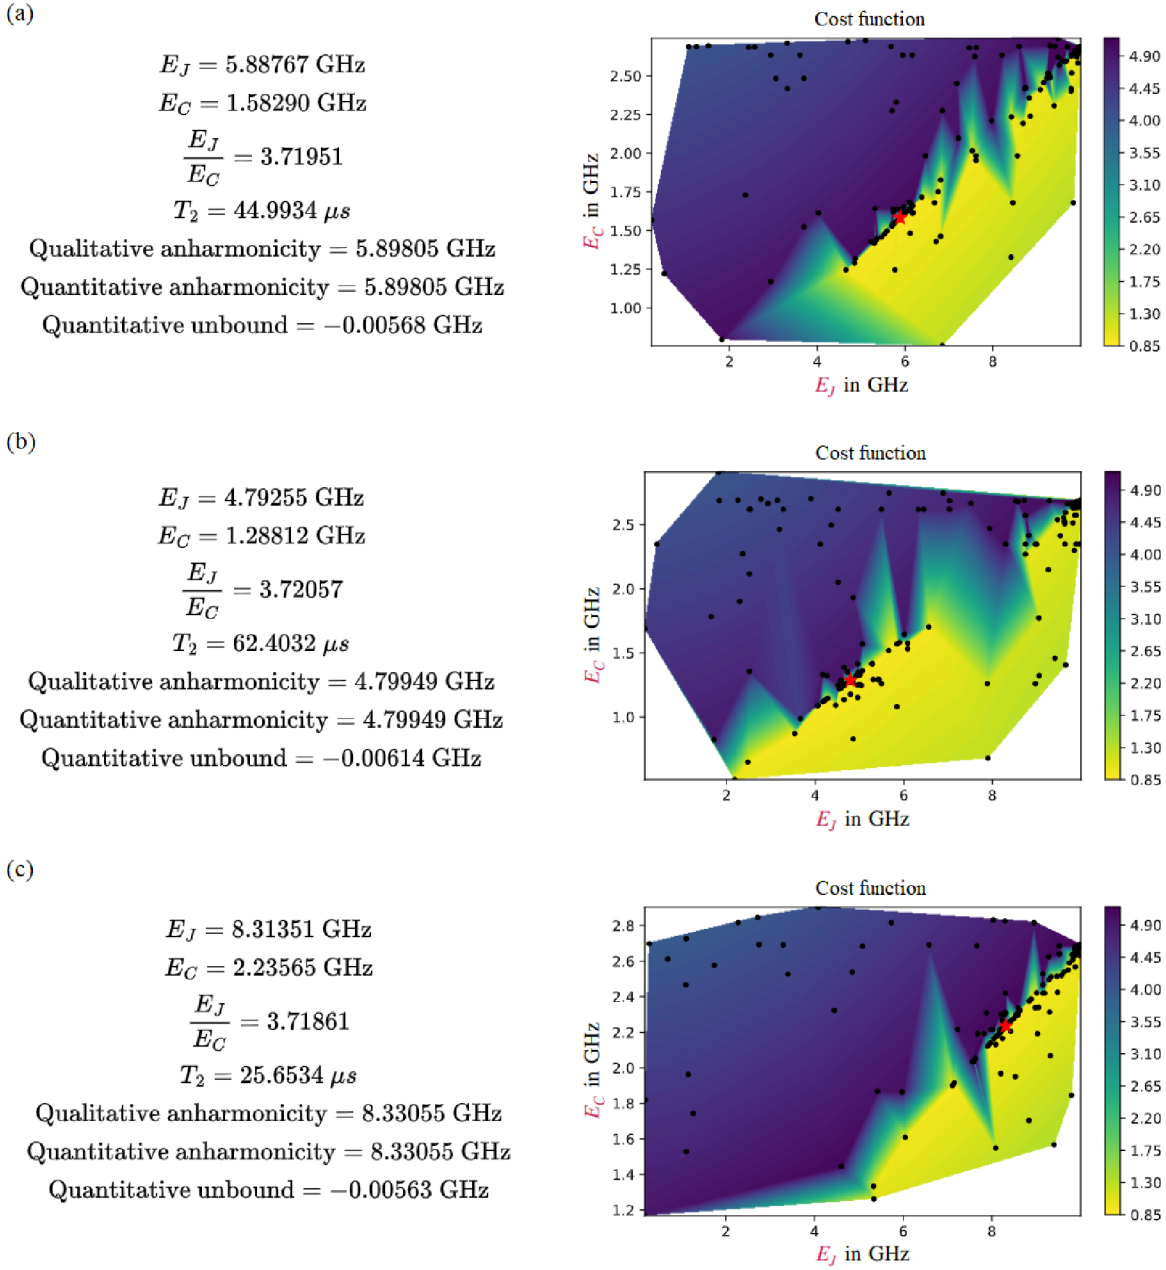 (a)
E_J = 5.88767 GHz
E_C = 1.58290 GHz
E_J / E_C = 3.71951
T_2 = 44.9934 μs
Qualitative anharmonicity = 5.89805 GHz
Quantitative anharmonicity = 5.89805 GHz
Quantitative unbound = −0.00568 GHz
Cost function
E_C in GHz
2.50
2.25
2.00
1.75
1.50
1.25
1.00
2 4 6 8
E_J in GHz
4.90
4.45
4.00
3.55
3.10
2.65
2.20
1.75
1.30
0.85
(b)
E_J = 4.79255 GHz
E_C = 1.28812 GHz
E_J / E_C = 3.72057
T_2 = 62.4032 μs
Qualitative anharmonicity = 4.79949 GHz
Quantitative anharmonicity = 4.79949 GHz
Quantitative unbound = −0.00614 GHz
Cost function
E_C in GHz
2.5
2.0
1.5
1.0
2 4 6 8
E_J in GHz
4.90
4.45
4.00
3.55
3.10
2.65
2.20
1.75
1.30
0.85
(c)
E_J = 8.31351 GHz
E_C = 2.23565 GHz
E_J / E_C = 3.71861
T_2 = 25.6534 μs
Qualitative anharmonicity = 8.33055 GHz
Quantitative anharmonicity = 8.33055 GHz
Quantitative unbound = −0.00563 GHz
Cost function
E_C in GHz
2.8
2.6
2.4
2.2
2.0
1.8
1.6
1.4
1.2
2 4 6 8
E_J in GHz
4.90
4.45
4.00
3.55
3.10
2.65
2.20
1.75
1.30
0.85